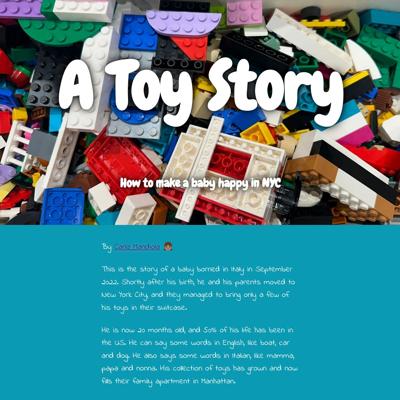 A Toy Story
How to make a baby happy in NYC
By Carla Mandiola
This is the story of a baby borned in Italy in September
2022. Shortly after his birth, he and his parents moved to
New York City, and they managed to bring only a few of
his toys in their suitcase.
He is now 20 months old, and 50% of his life has been in
the U.S. He can say some words in English, like boat, car
and dog. He also says some words in Italian, like mamma,
papa and nonna. His collection of toys has grown and now
fills their family apartment in Manhattan.